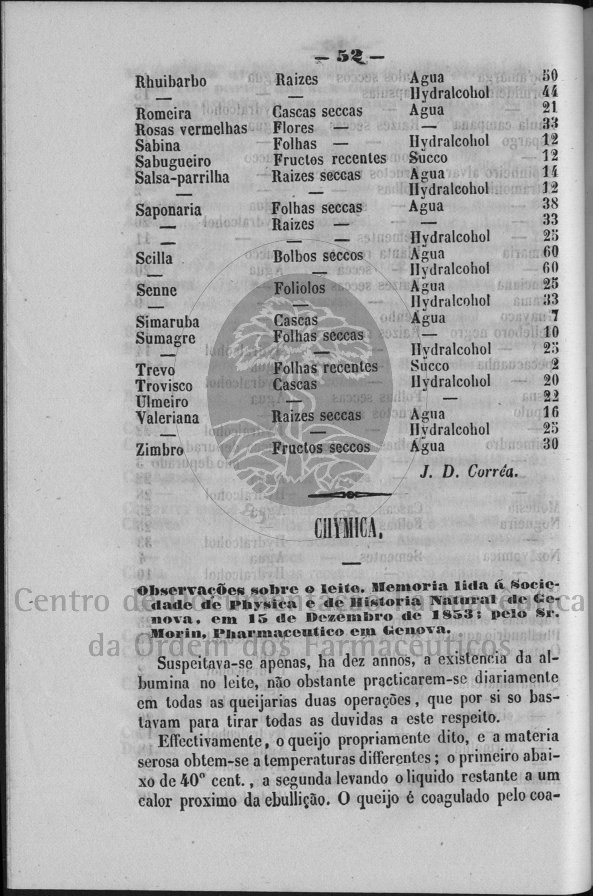 — 52 —
Rhuibarbo Raizes Agua 50
— — Hydralcohol 44
Romeira Cascas seccas Agua 21
Rosas vermelhas Flores — — 33
Sabina Folhas — Hydralcohol 12
Sabugueiro Fructos recentes Succo 12
Salsa-parrilha Raizes seccas Agua 14
— — Hydralcohol 12
Saponaria Folhas seccas Agua 38
— Raizes — — 33
— — — Hydralcohol 25
Scilla Bolbos seccos Agua 60
— — Hydralcohol 60
Senne Foliolos Agua 25
— — Hydralcohol 33
Simaruba Cascas Agua 7
Sumagre Folhas seccas — 10
— — Hydralcohol 25
Trevo Folhas recentes Succo 2
Trovisco Cascas Hydralcohol 20
Ulmeiro — — 22
Valeriana Raizes seccas Agua 16
— — Hydralcohol 25
Zimbro Fructos seccos Agua 30
J. D. Corréa.
CHYMICA.
Observações sobre o leite. Memoria lida á Socie-
dade de Physica e de Historia Natural de Ge-
nova, em 15 de Dezembro de 1853; pelo Sr.
Morin, Pharmaceutico em Genova.
Suspeitava-se apenas, ha dez annos, a existencia da al-
bumina no leite, não obstante practicarem-se diariamente
em todas as queijarias duas operações, que por si so bas-
tavam para tirar todas as duvidas a este respeito.
Effectivamente, o queijo propriamente dito, e a materia
serosa obtem-se a temperaturas differentes; o primeiro abai-
xo de 40º cent., a segunda levando o liquido restante a um
calor proximo da ebullição. O queijo é coagulado pelo coa-
Centro de
da Ordem dos Farmacêuticos